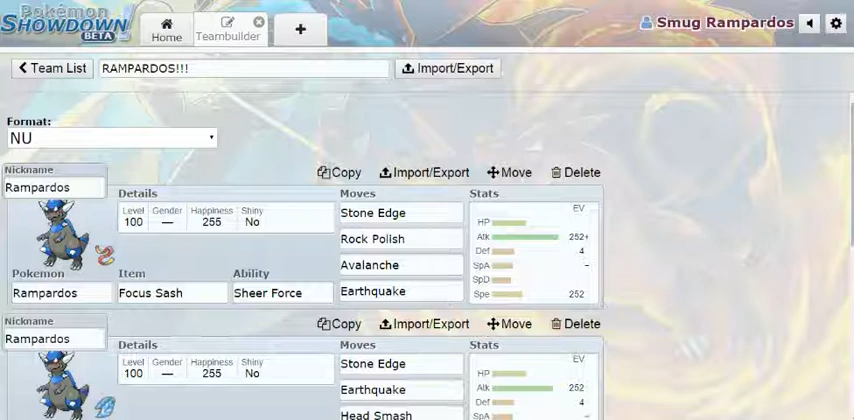 Pokémon
SHOWDOWN
BETA
Home
Teambuilder
Smug Rampardos
Team List
RAMPARDOS!!!
Import/Export
Format:
NU
Nickname
Rampardos
Copy
Import/Export
Move
Delete
Details
Moves
Stats
Level Gender Happiness Shiny
100 — 255 No
Stone Edge
Rock Polish
Avalanche
Earthquake
EV
HP
Atk 252+
Def 4
SpA –
SpD
Spe 252
Pokemon
Item
Ability
Rampardos
Focus Sash
Sheer Force
Nickname
Rampardos
Copy
Import/Export
Move
Delete
Details
Moves
Stats
Level Gender Happiness Shiny
100 — 255 No
Stone Edge
Earthquake
Head Smash
EV
HP
Atk 252
Def 4
SpA –